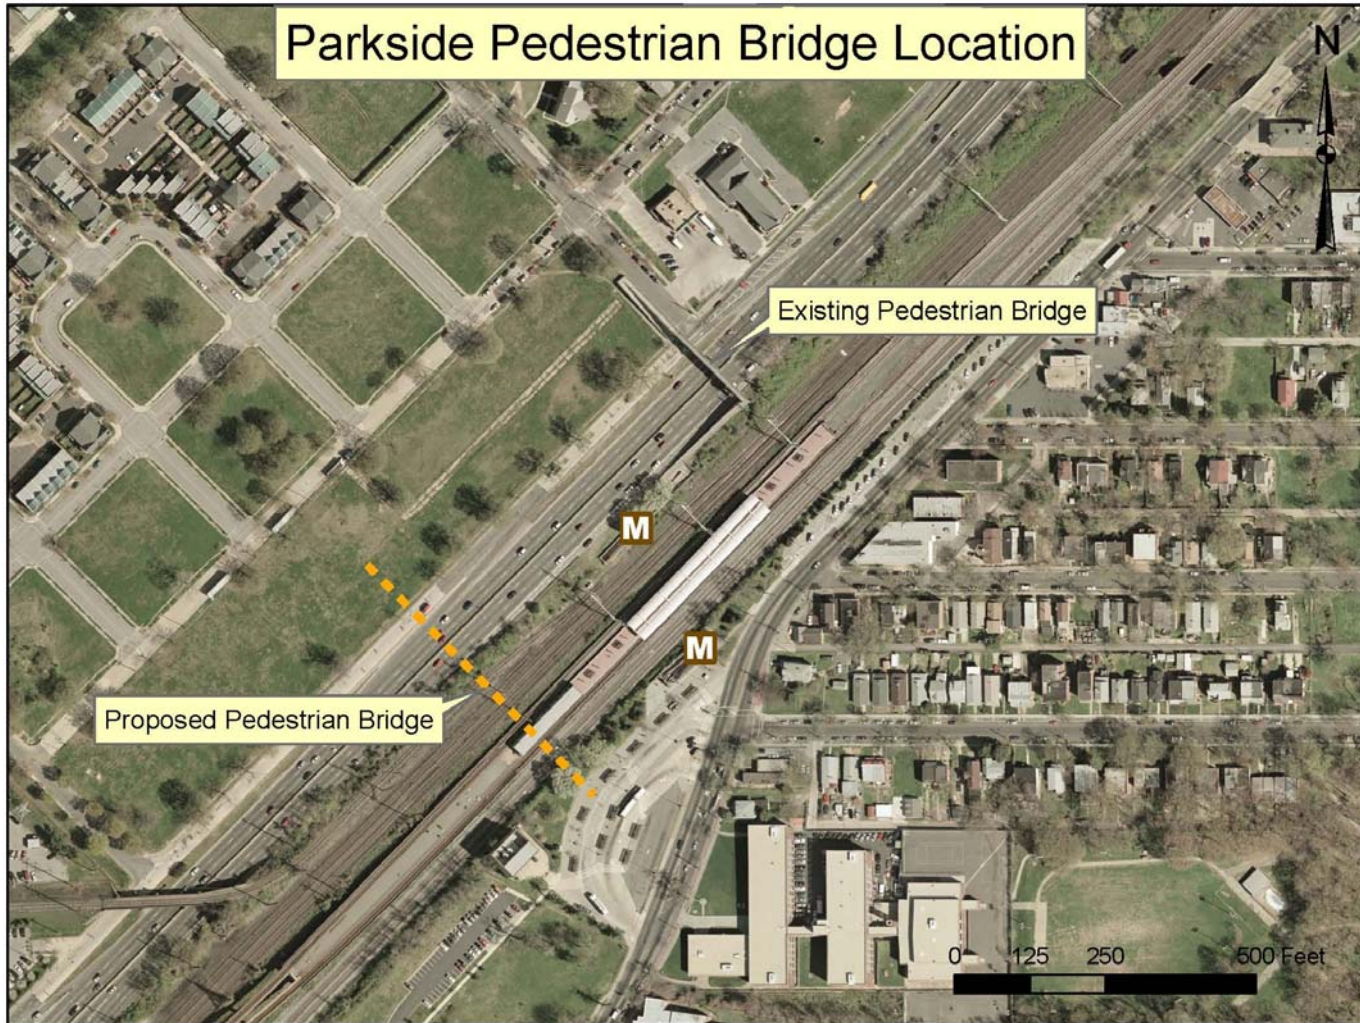 Parkside Pedestrian Bridge Location
N
Existing Pedestrian Bridge
M
M
Proposed Pedestrian Bridge
0 125 250 500 Feet